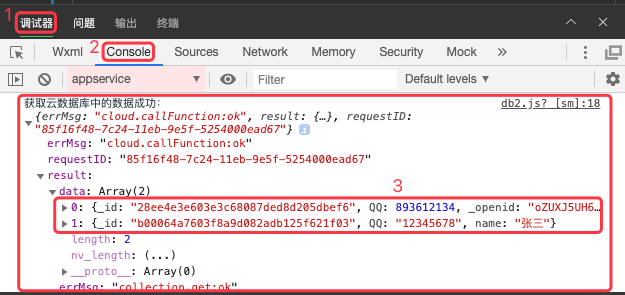 1 调试器 问题 输出 终端
2 Wxml Console Sources Network Memory Security Mock »
appservice Filter Default levels
获取云数据库中的数据成功: db2.js? [sm]:18
{errMsg: "cloud.callFunction:ok", result: {…}, requestID:
"85f16f48-7c24-11eb-9e5f-5254000ead67"} i
errMsg: "cloud.callFunction:ok"
requestID: "85f16f48-7c24-11eb-9e5f-5254000ead67"
result:
data: Array(2)
3
0: {_id: "28ee4e3e603e3c68087ded8d205dbef6", QQ: 893612134, _openid: "oZUXJ5UH6…
1: {_id: "b00064a7603f8a9d082adb125f621f03", QQ: "12345678", name: "张三"}
length: 2
nv_length: (...)
__proto__: Array(0)
errMsg: "collection.get:ok"